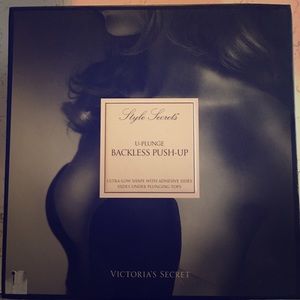 Style Secrets
U-PLUNGE
BACKLESS PUSH-UP
ULTRA-LOW SHAPE WITH ADHESIVE SIDES
HIDES UNDER PLUNGING TOPS
VICTORIA'S SECRET